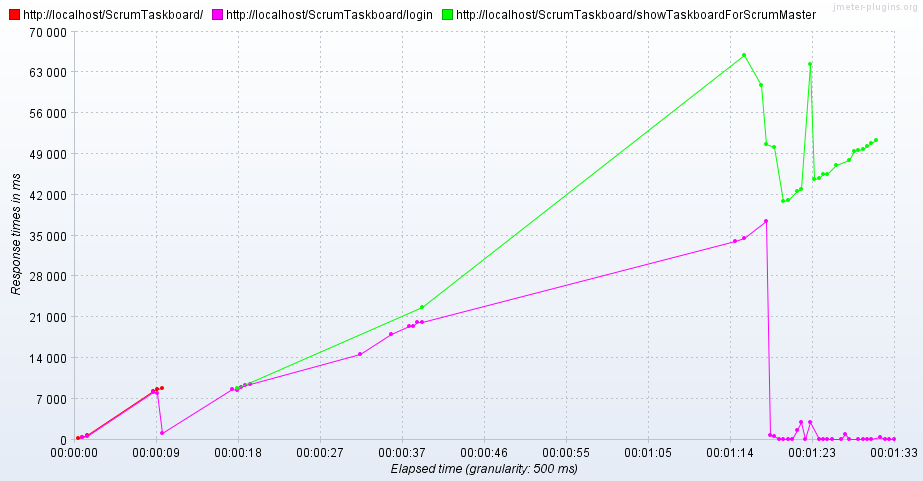 http://localhost/ScrumTaskboard/ http://localhost/ScrumTaskboard/login http://localhost/ScrumTaskboard/showTaskboardForScrumMaster
jmeter-plugins.org
70 000
63 000
56 000
49 000
42 000
35 000
28 000
21 000
14 000
7 000
0
Response times in ms
00:00:00 00:00:09 00:00:18 00:00:27 00:00:37 00:00:46 00:00:55 00:01:05 00:01:14 00:01:23 00:01:33
Elapsed time (granularity: 500 ms)